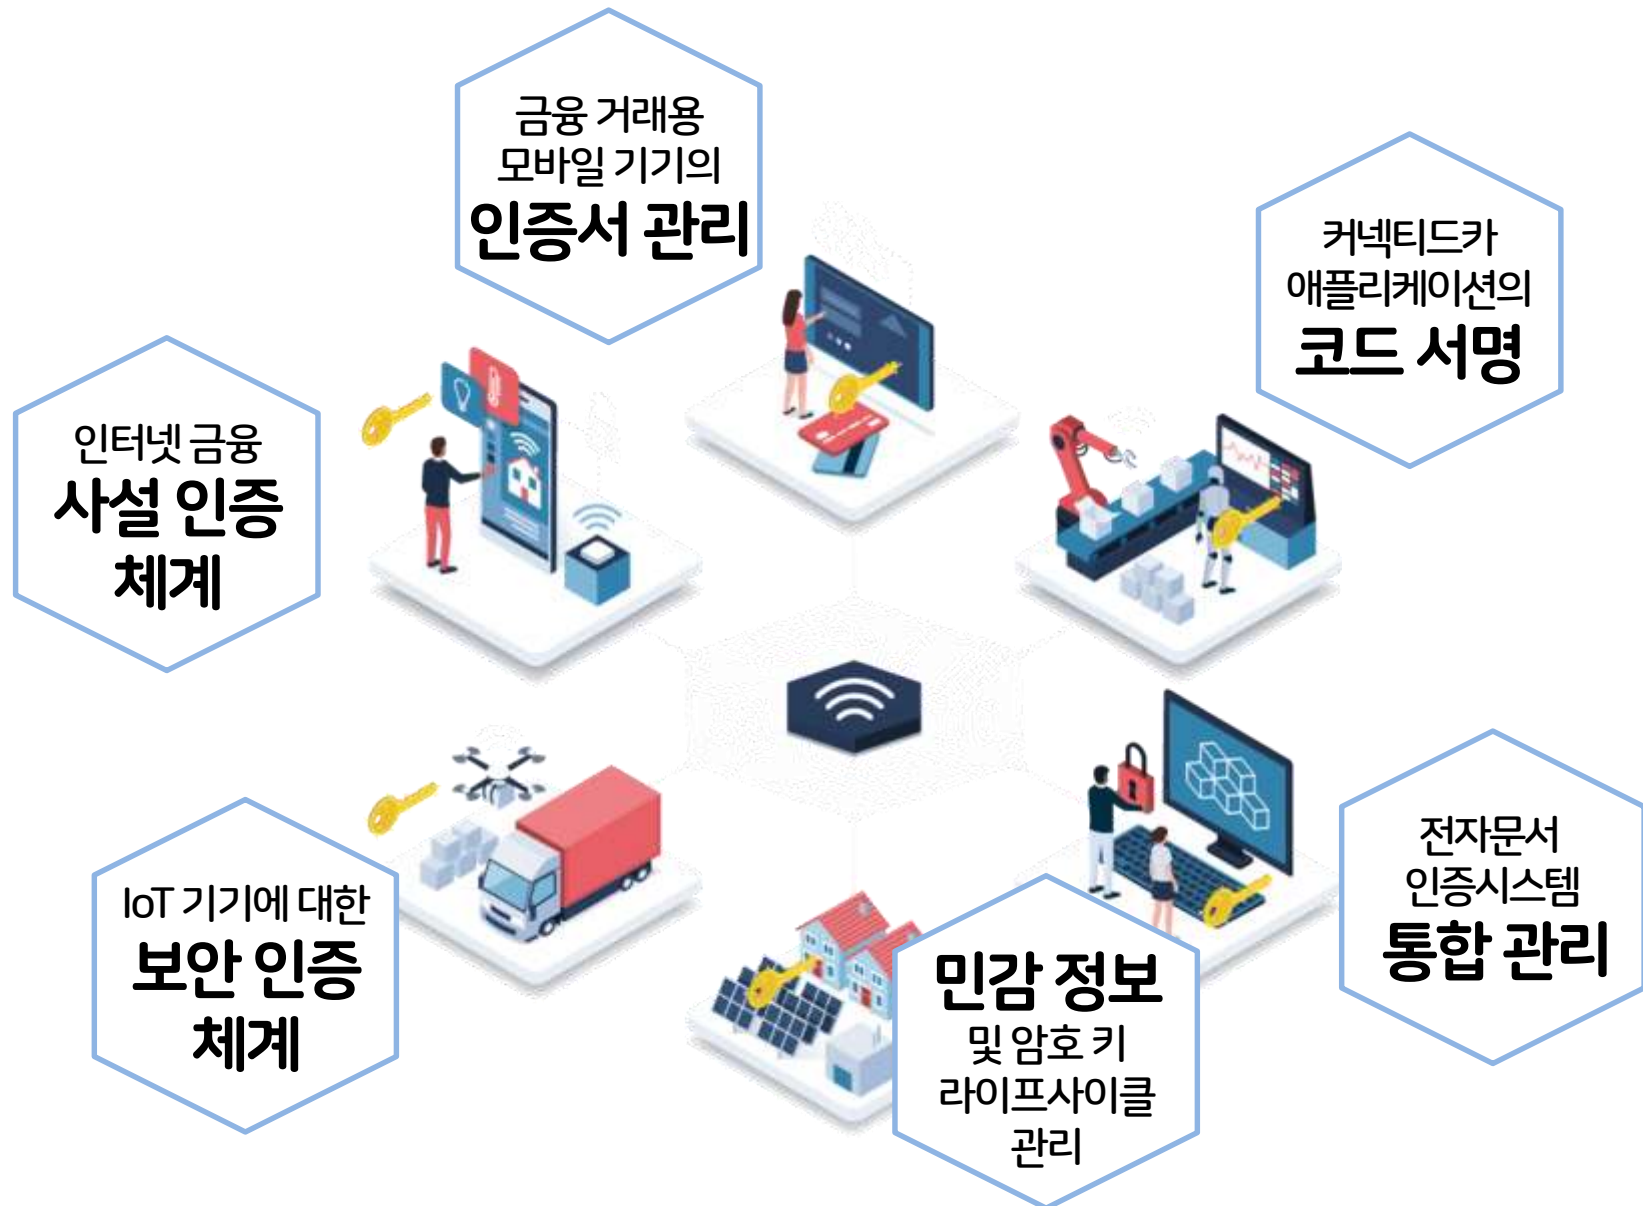 금융 거래용
모바일 기기의
인증서 관리
커넥티드카
애플리케이션의
코드 서명
인터넷 금융
사설 인증
체계
전자문서
인증시스템
통합 관리
IoT 기기에 대한
보안 인증
체계
민감 정보
및 암호 키
라이프사이클
관리